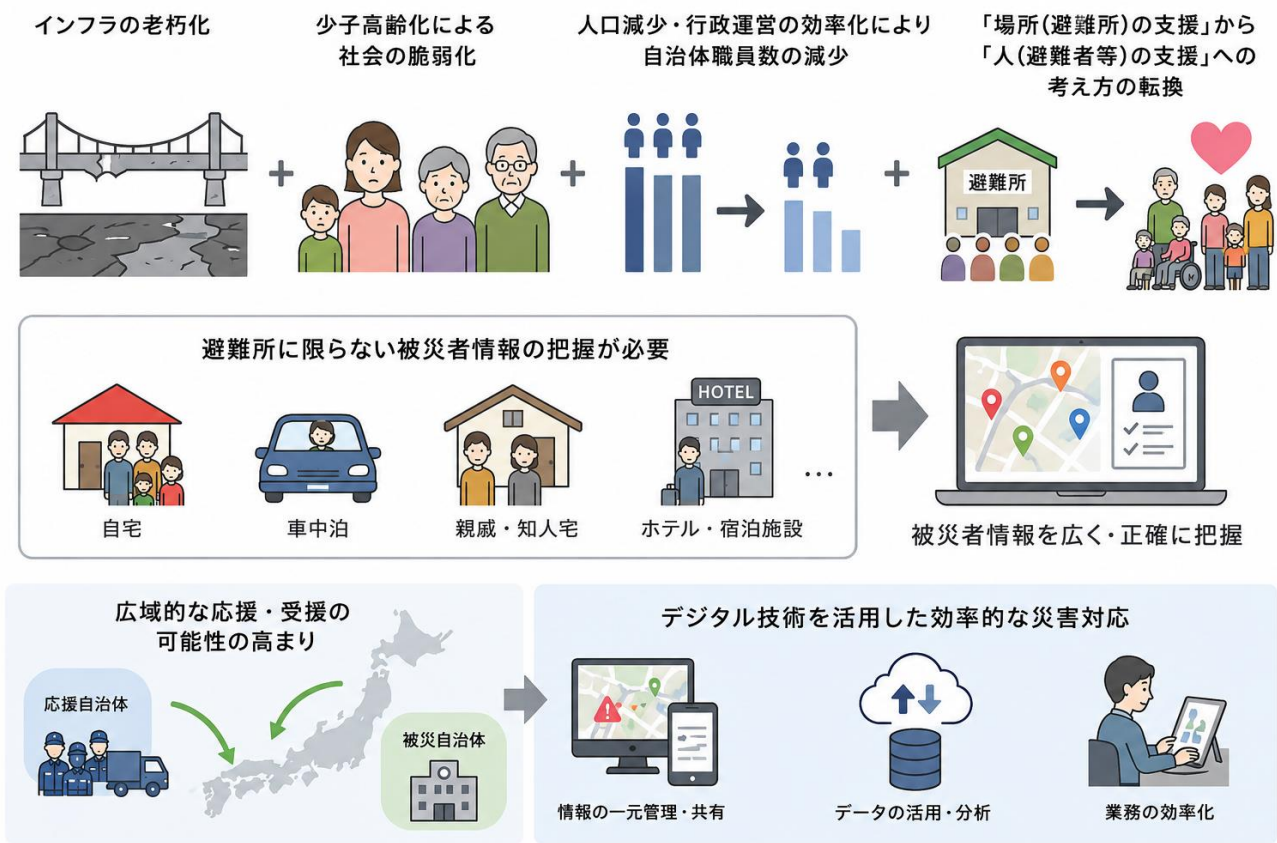 インフラの老朽化
少子高齢化による
社会の脆弱化
人口減少・行政運営の効率化により
自治体職員数の減少
「場所(避難所)の支援」から
「人(避難者等)の支援」への
考え方の転換
避難所
避難所に限らない被災者情報の把握が必要
HOTEL
…
自宅
車中泊
親戚・知人宅
ホテル・宿泊施設
被災者情報を広く・正確に把握
広域的な応援・受援の
可能性の高まり
応援自治体
被災自治体
デジタル技術を活用した効率的な災害対応
情報の一元管理・共有
データの活用・分析
業務の効率化